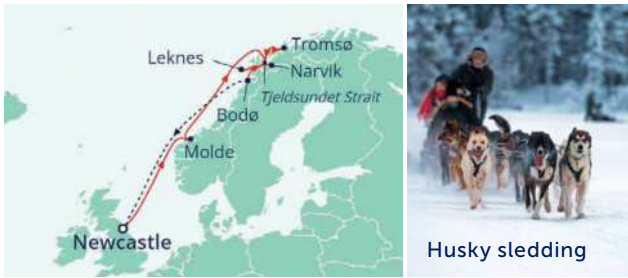 Tromsø
Leknes
Narvik
Tjeldsundet Strait
Bodø
Molde
Newcastle
Husky sledding